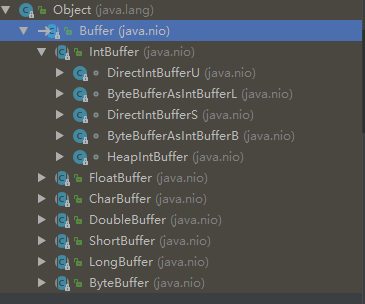 Object (java.lang)
Buffer (java.nio)
IntBuffer (java.nio)
DirectIntBufferU (java.nio)
ByteBufferAsIntBufferL (java.nio)
DirectIntBufferS (java.nio)
ByteBufferAsIntBufferB (java.nio)
HeapIntBuffer (java.nio)
FloatBuffer (java.nio)
CharBuffer (java.nio)
DoubleBuffer (java.nio)
ShortBuffer (java.nio)
LongBuffer (java.nio)
ByteBuffer (java.nio)